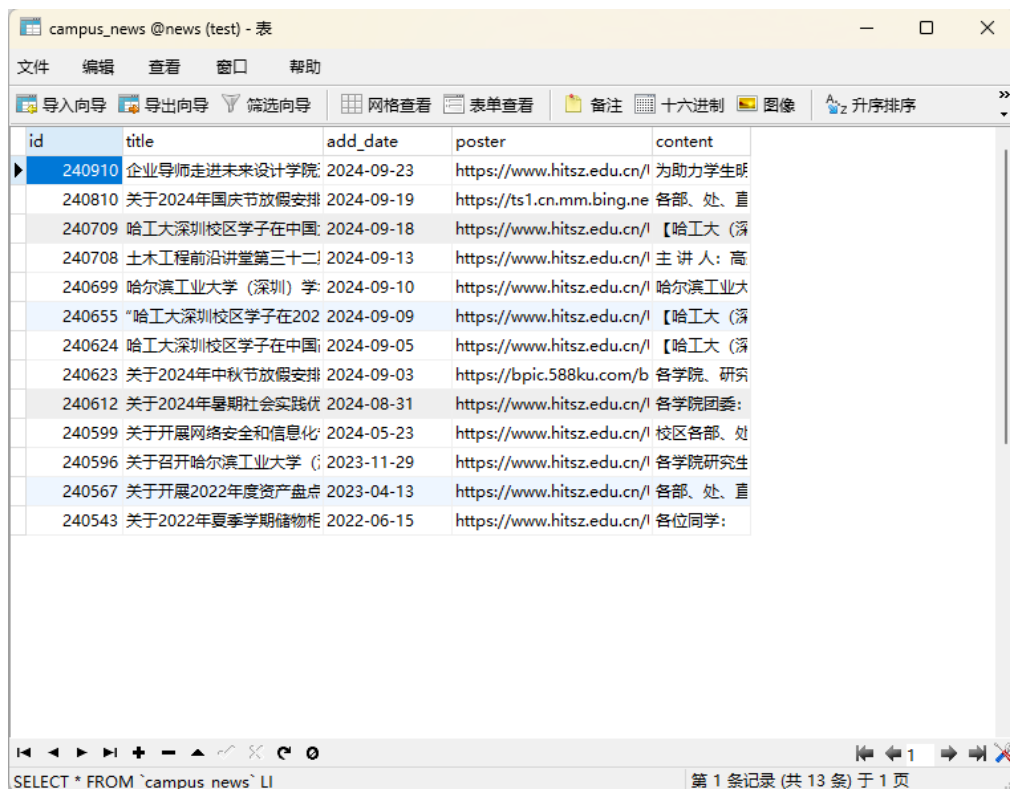 campus_news @news (test) - 表
文件 编辑 查看 窗口 帮助
导入向导 导出向导 筛选向导 网格查看 表单查看 备注 十六进制 图像 升序排序
id title add_date poster content
240910 企业导师走进未来设计学院 2024-09-23 https://www.hitsz.edu.cn/ 为助力学生明
240810 关于2024年国庆节放假安排 2024-09-19 https://ts1.cn.mm.bing.ne 各部、处、直
240709 哈工大深圳校区学子在中国 2024-09-18 https://www.hitsz.edu.cn/ 【哈工大（深
240708 土木工程前沿讲堂第三十二 2024-09-13 https://www.hitsz.edu.cn/ 主 讲 人：高
240699 哈尔滨工业大学（深圳）学 2024-09-10 https://www.hitsz.edu.cn/ 哈尔滨工业大
240655 “哈工大深圳校区学子在202 2024-09-09 https://www.hitsz.edu.cn/ 【哈工大（深
240624 哈工大深圳校区学子在中国 2024-09-05 https://www.hitsz.edu.cn/ 【哈工大（深
240623 关于2024年中秋节放假安排 2024-09-03 https://bpic.588ku.com/b 各学院、研究
240612 关于2024年暑期社会实践优 2024-08-31 https://www.hitsz.edu.cn/ 各学院团委：
240599 关于开展网络安全和信息化 2024-05-23 https://www.hitsz.edu.cn/ 校区各部、处
240596 关于召开哈尔滨工业大学（ 2023-11-29 https://www.hitsz.edu.cn/ 各学院研究生
240567 关于开展2022年度资产盘点 2023-04-13 https://www.hitsz.edu.cn/ 各部、处、直
240543 关于2022年夏季学期储物柜 2022-06-15 https://www.hitsz.edu.cn/ 各位同学：
1
SELECT * FROM `campus_news` LI 第 1 条记录 (共 13 条) 于 1 页